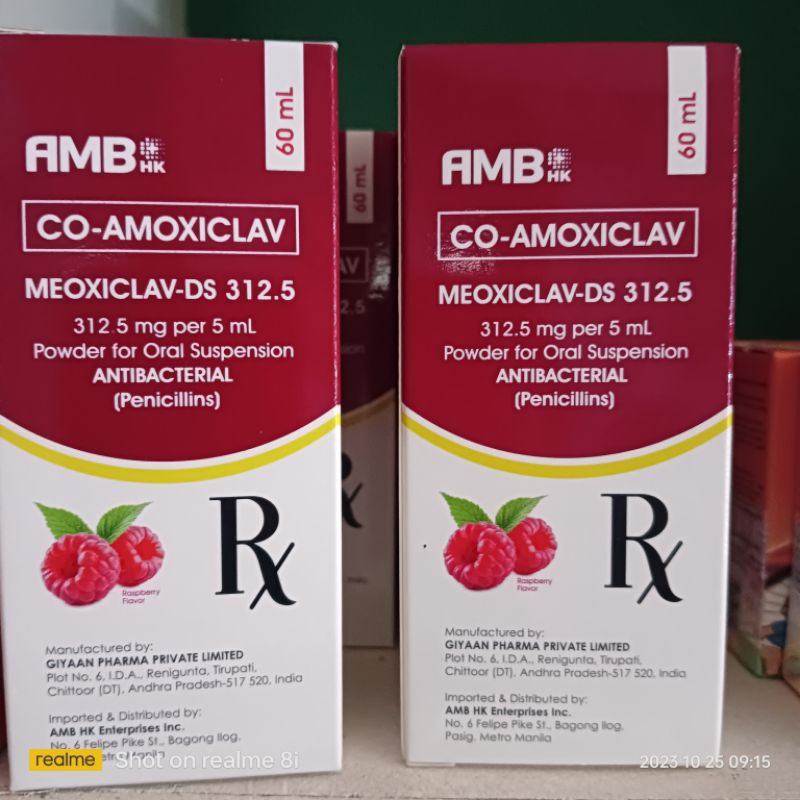 60 mL
AMB HK
CO-AMOXICLAV
MEOXICLAV-DS 312.5
312.5 mg per 5 mL
Powder for Oral Suspension
ANTIBACTERIAL
(Penicillins)
Raspberry
Flavor
Rx
Manufactured by:
GIYAAN PHARMA PRIVATE LIMITED
Plot No. 6, I.D.A., Renigunta, Tirupati,
Chittoor (DT), Andhra Pradesh-517 520, India
Imported & Distributed by:
AMB HK Enterprises Inc.
No. 6 Felipe Pike St., Bagong Ilog,
Metro Manila
60 mL
AV
2.5
India
60 mL
AMB HK
CO-AMOXICLAV
MEOXICLAV-DS 312.5
312.5 mg per 5 mL
Powder for Oral Suspension
ANTIBACTERIAL
(Penicillins)
Raspberry
Flavor
Rx
Manufactured by:
GIYAAN PHARMA PRIVATE LIMITED
Plot No. 6, I.D.A., Renigunta, Tirupati,
Chittoor (DT), Andhra Pradesh-517 520, India
Imported & Distributed by:
AMB HK Enterprises Inc.
No. 6 Felipe Pike St., Bagong Ilog,
Pasig, Metro Manila
realme Shot on realme 8i
2023 10 25 09:15